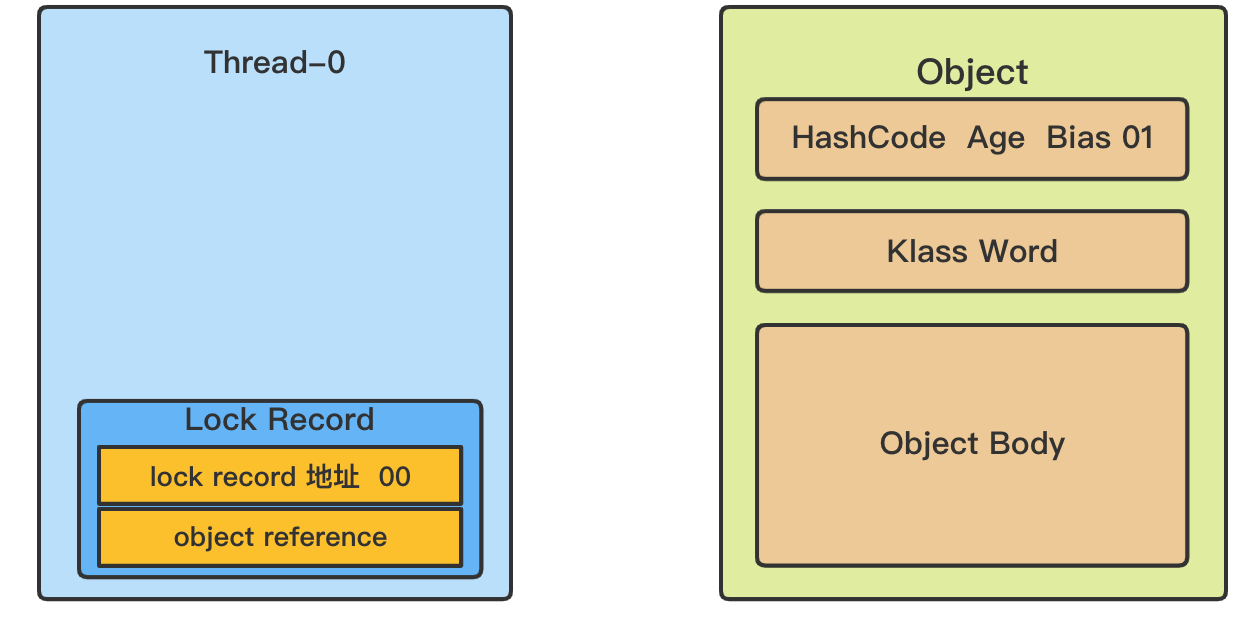 Thread-0
Lock Record
lock record 地址 00
object reference
Object
HashCode Age Bias 01
Klass Word
Object Body